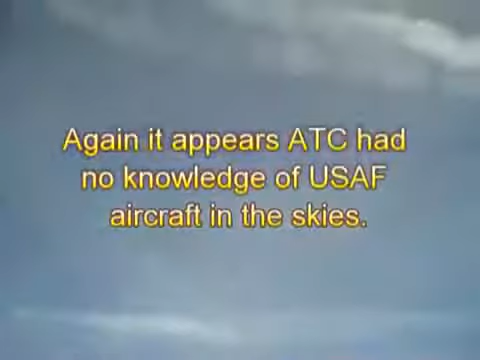 Again it appears ATC had
no knowledge of USAF
aircraft in the skies.